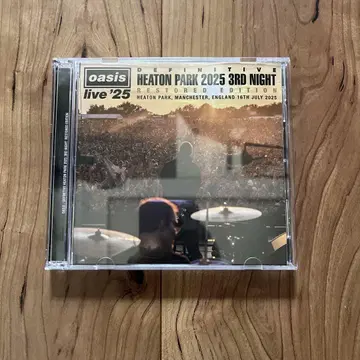 oasis
live '25
DEFINITIVE
HEATON PARK 2025 3RD NIGHT
RESTORED EDITION
HEATON PARK, MANCHESTER, ENGLAND 16TH JULY 2025